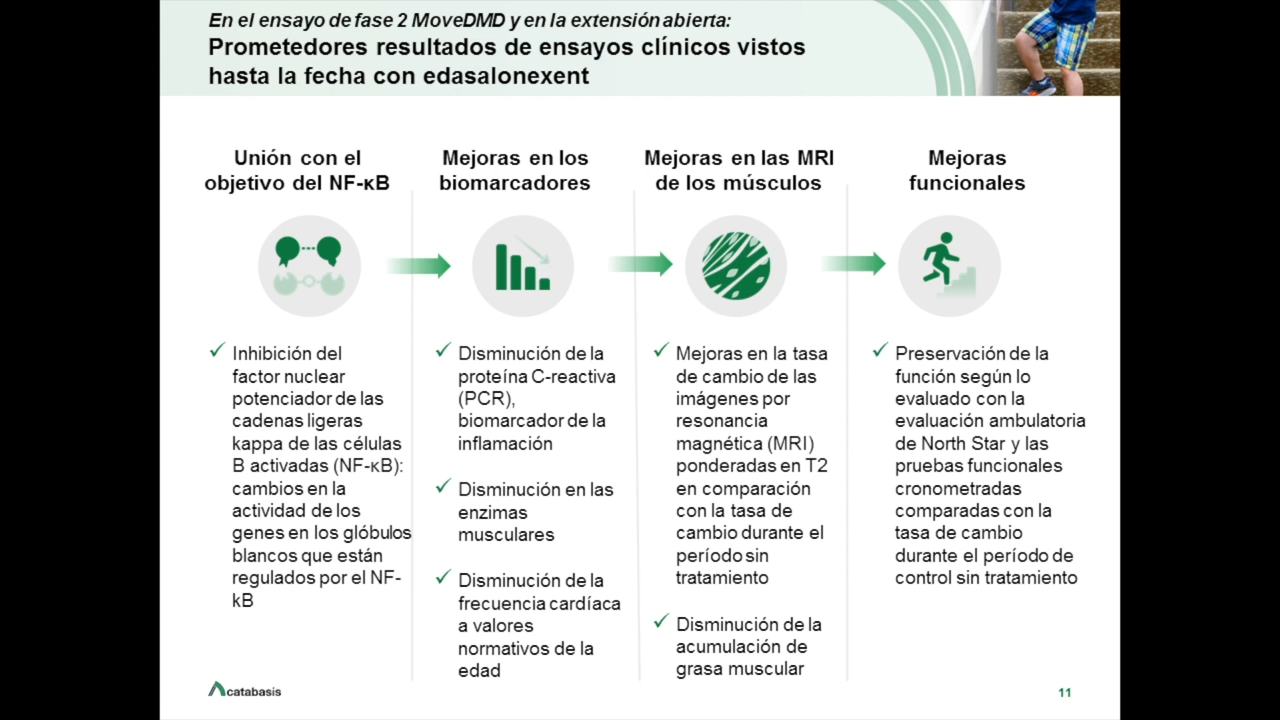 En el ensayo de fase 2 MoveDMD y en la extensión abierta:
Prometedores resultados de ensayos clínicos vistos
hasta la fecha con edasalonexent
Unión con el
objetivo del NF-κB
Inhibición del
factor nuclear
potenciador de las
cadenas ligeras
kappa de las células
B activadas (NF-κB):
cambios en la
actividad de los
genes en los glóbulos
blancos que están
regulados por el NF-
kB
Mejoras en los
biomarcadores
Disminución de la
proteína C-reactiva
(PCR),
biomarcador de la
inflamación
Disminución en las
enzimas
musculares
Disminución de la
frecuencia cardíaca
a valores
normativos de la
edad
Mejoras en las MRI
de los músculos
Mejoras en la tasa
de cambio de las
imágenes por
resonancia
magnética (MRI)
ponderadas en T2
en comparación
con la tasa de
cambio durante el
período sin
tratamiento
Disminución de la
acumulación de
grasa muscular
Mejoras
funcionales
Preservación de la
función según lo
evaluado con la
evaluación ambulatoria
de North Star y las
pruebas funcionales
cronometradas
comparadas con la
tasa de cambio
durante el período de
control sin tratamiento
catabasis
11